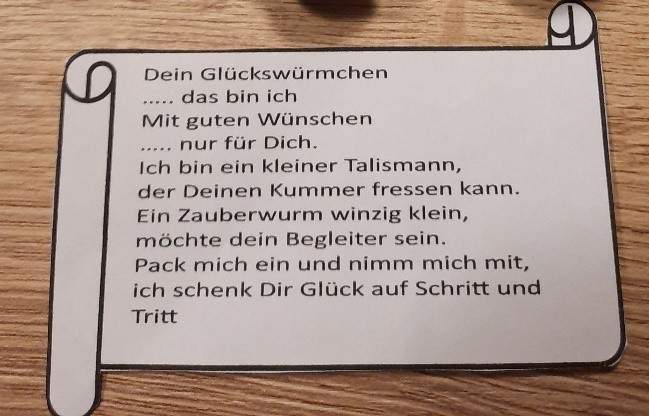 Dein Glückswürmchen
..... das bin ich
Mit guten Wünschen
..... nur für Dich.
Ich bin ein kleiner Talismann,
der Deinen Kummer fressen kann.
Ein Zauberwurm winzig klein,
möchte dein Begleiter sein.
Pack mich ein und nimm mich mit,
ich schenk Dir Glück auf Schritt und
Tritt